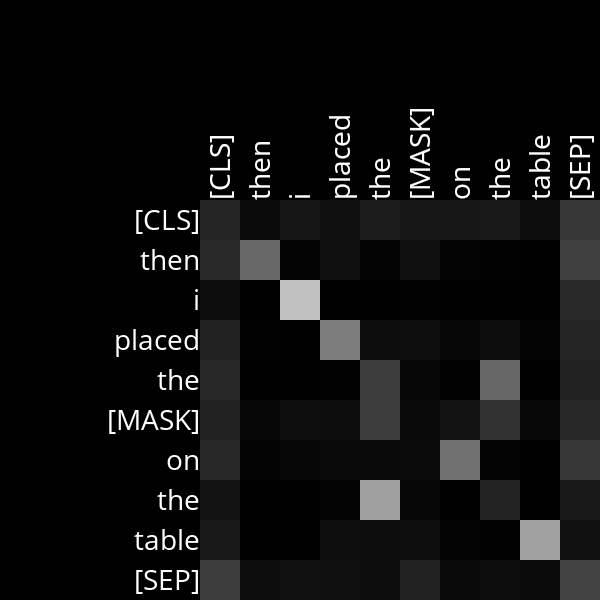 [CLS] then i placed the [MASK] on the table [SEP]
[CLS]
then
i
placed
the
[MASK]
on
the
table
[SEP]